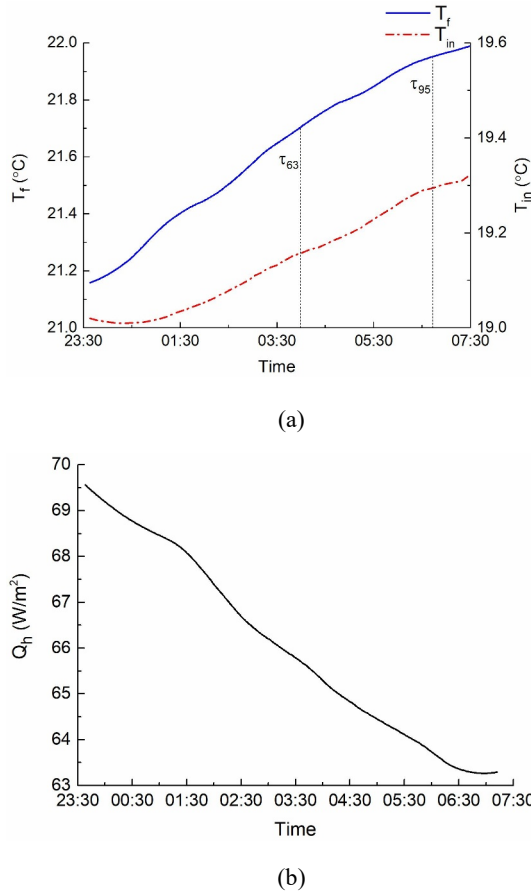 T_f
T_in
22.0
21.8
21.6
21.4
21.2
21.0
T_f (°C)
19.6
19.4
19.2
19.0
T_in (°C)
τ_63
τ_95
23:30 01:30 03:30 05:30 07:30
Time
(a)
70
69
68
67
66
65
64
63
Q_h (W/m²)
23:30 00:30 01:30 02:30 03:30 04:30 05:30 06:30 07:30
Time
(b)